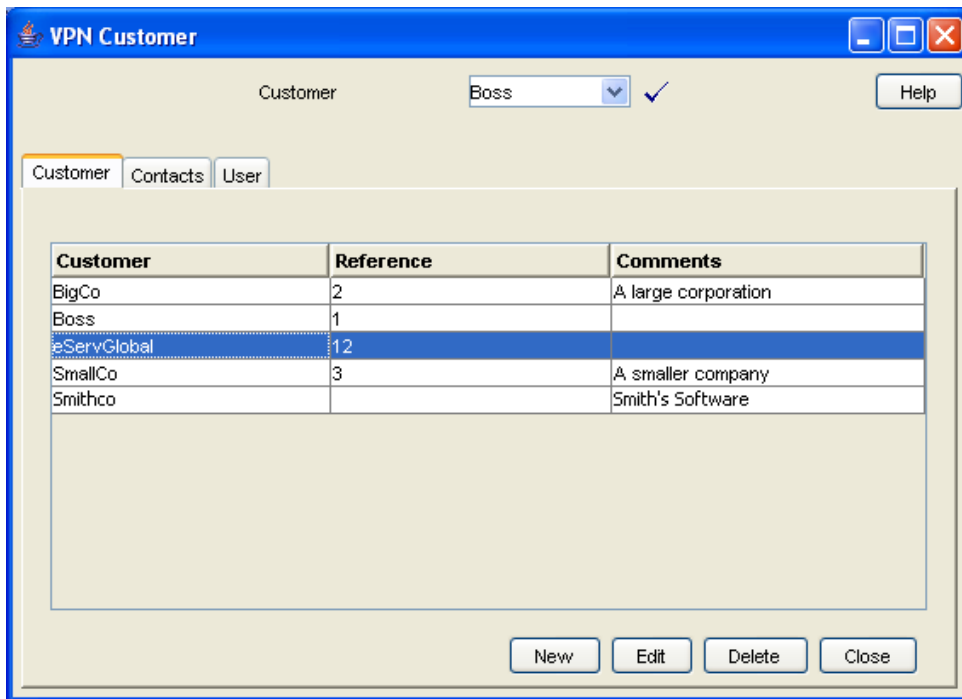 VPN Customer
Customer Boss Help
Customer Contacts User
Customer Reference Comments
BigCo 2 A large corporation
Boss 1
eServGlobal 12
SmallCo 3 A smaller company
Smithco Smith's Software
New Edit Delete Close